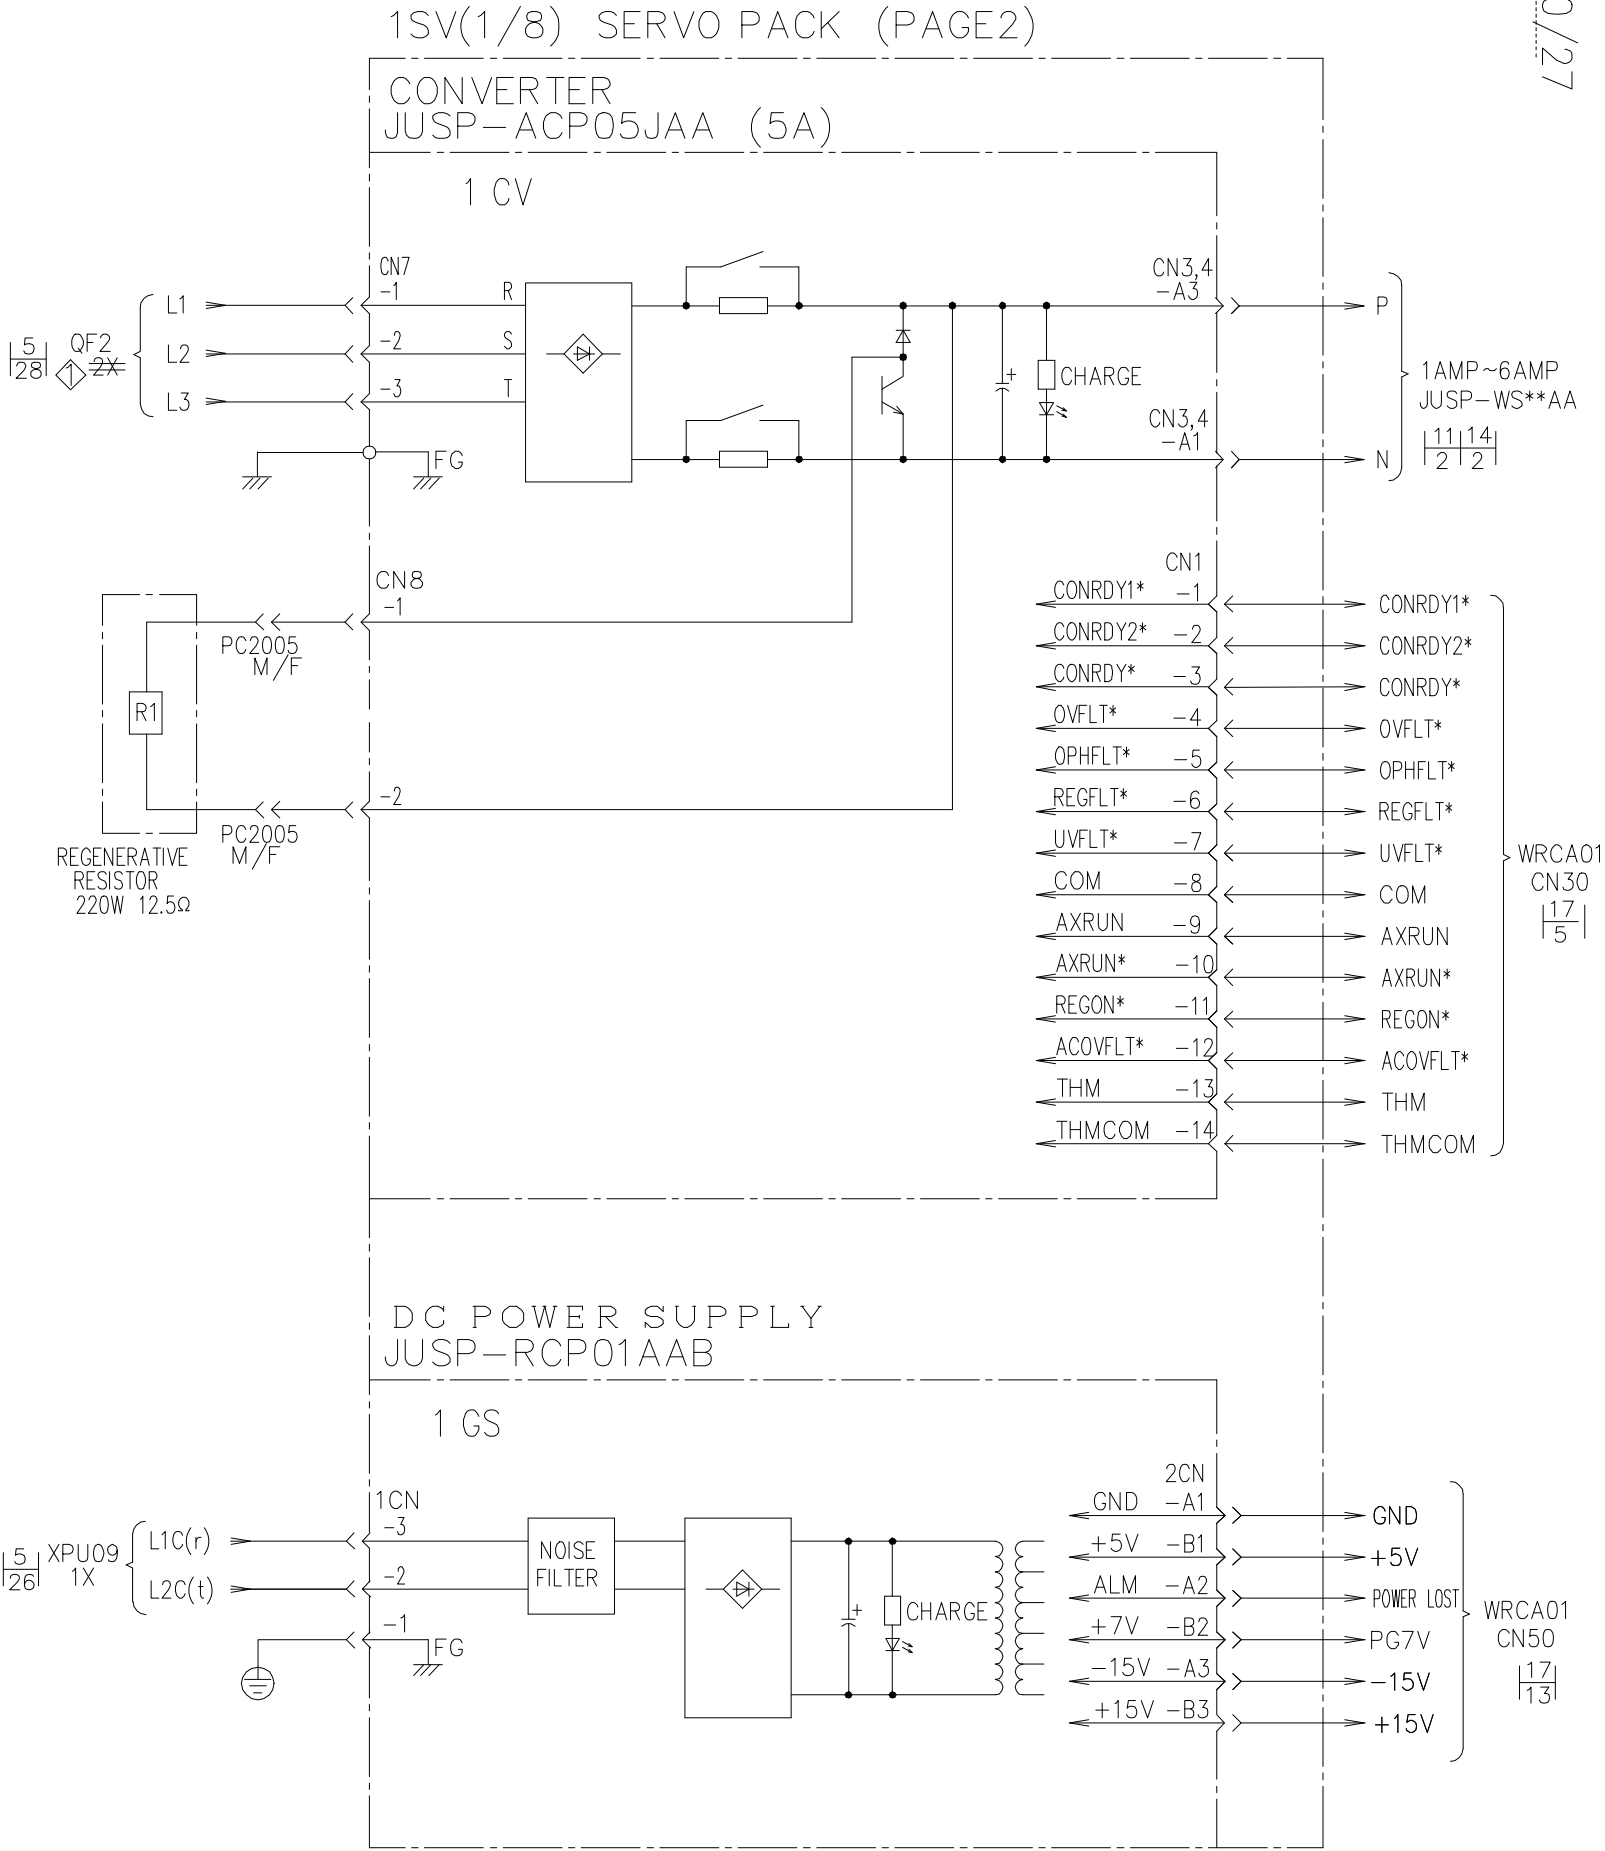 1SV(1/8) SERVO PACK (PAGE2)
0/27
CONVERTER
JUSP-ACP05JAA (5A)
1 CV
CN7
-1
R
L1
-2
S
L2
-3
T
L3
5
28
QF2
1
2X
FG
CN3,4
-A3
P
CHARGE
+
CN3,4
-A1
N
1AMP~6AMP
JUSP-WS**AA
11 14
2 2
CN8
-1
PC2005
M/F
R1
-2
PC2005
M/F
REGENERATIVE
RESISTOR
220W 12.5Ω
CN1
CONRDY1* -1 CONRDY1*
CONRDY2* -2 CONRDY2*
CONRDY* -3 CONRDY*
OVFLT* -4 OVFLT*
OPHFLT* -5 OPHFLT*
REGFLT* -6 REGFLT*
UVFLT* -7 UVFLT*
COM -8 COM
AXRUN -9 AXRUN
AXRUN* -10 AXRUN*
REGON* -11 REGON*
ACOVFLT* -12 ACOVFLT*
THM -13 THM
THMCOM -14 THMCOM
WRCA01
CN30
17
5
DC POWER SUPPLY
JUSP-RCP01AAB
1 GS
1CN
-3
L1C(r)
-2
L2C(t)
-1
FG
5
26
XPU09
1X
NOISE
FILTER
+
CHARGE
2CN
GND -A1 GND
+5V -B1 +5V
ALM -A2 POWER LOST
+7V -B2 PG7V
-15V -A3 -15V
+15V -B3 +15V
WRCA01
CN50
17
13